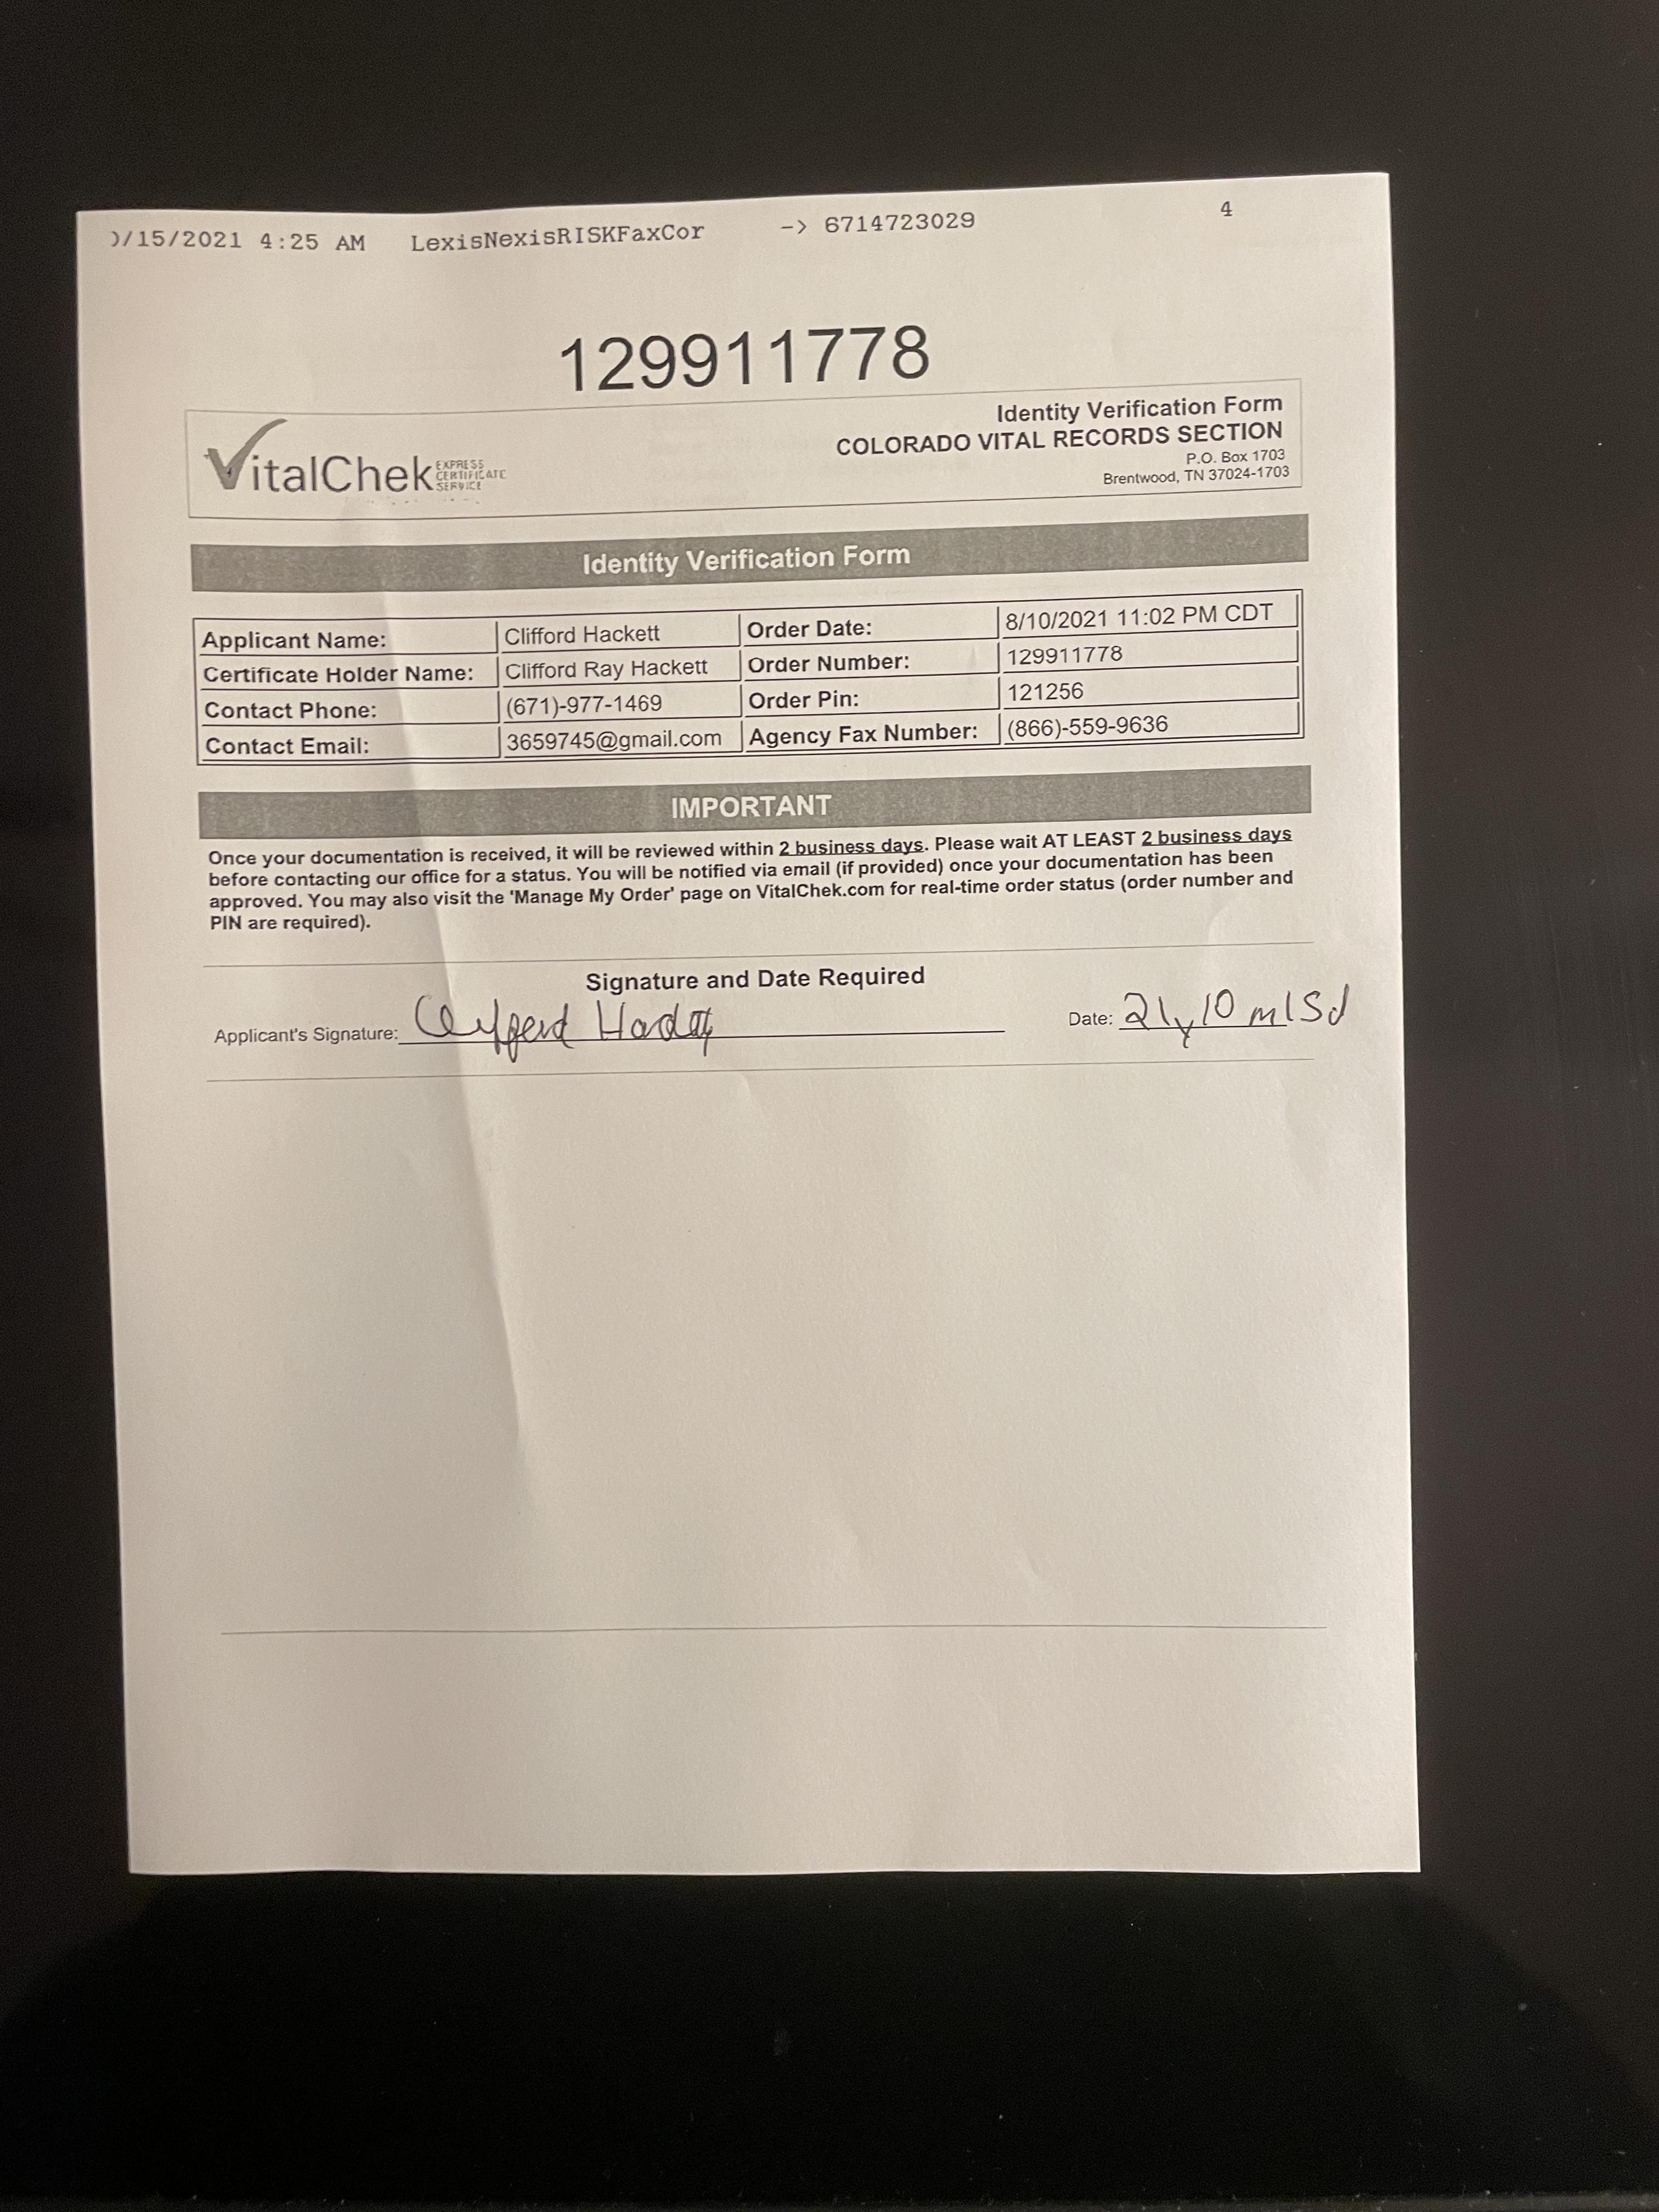 )/15/2021 4:25 AM LexisNexisRISKFaxCor -> 6714723029 4
129911778
VitalChek EXPRESS CERTIFICATE SERVICE
Identity Verification Form
COLORADO VITAL RECORDS SECTION
P.O. Box 1703
Brentwood, TN 37024-1703
Identity Verification Form
Applicant Name: Clifford Hackett Order Date: 8/10/2021 11:02 PM CDT
Certificate Holder Name: Clifford Ray Hackett Order Number: 129911778
Contact Phone: (671)-977-1469 Order Pin: 121256
Contact Email: 3659745@gmail.com Agency Fax Number: (866)-559-9636
IMPORTANT
Once your documentation is received, it will be reviewed within 2 business days. Please wait AT LEAST 2 business days
before contacting our office for a status. You will be notified via email (if provided) once your documentation has been
approved. You may also visit the 'Manage My Order' page on VitalChek.com for real-time order status (order number and
PIN are required).
Signature and Date Required
Applicant's Signature: Date: 21y10m15d